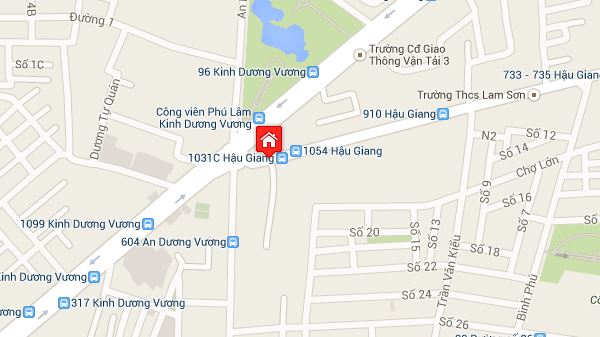 4B
Đường 1
An D
Số 1C
Dương Tự Quán
96 Kinh Dương Vương
Trường Cđ Giao
Thông Vận Tải 3
733 - 735 Hậu Giang
Trường Thcs Lam Sơn
Công viên Phú Lâm
Kinh Dương Vương
910 Hậu Giang
N2
Số 12
Số 14
Chợ Lớn
1031C Hậu Giang
1054 Hậu Giang
Số 9
1099 Kinh Dương Vương
604 An Dương Vương
Số 20
Số 15
Số 13
Trần Văn Kiểu
Số 18
Số 22
Kinh Dương Vương
Số 24
Bình Phú
317 Kinh Dương Vương
Vương
Số 26